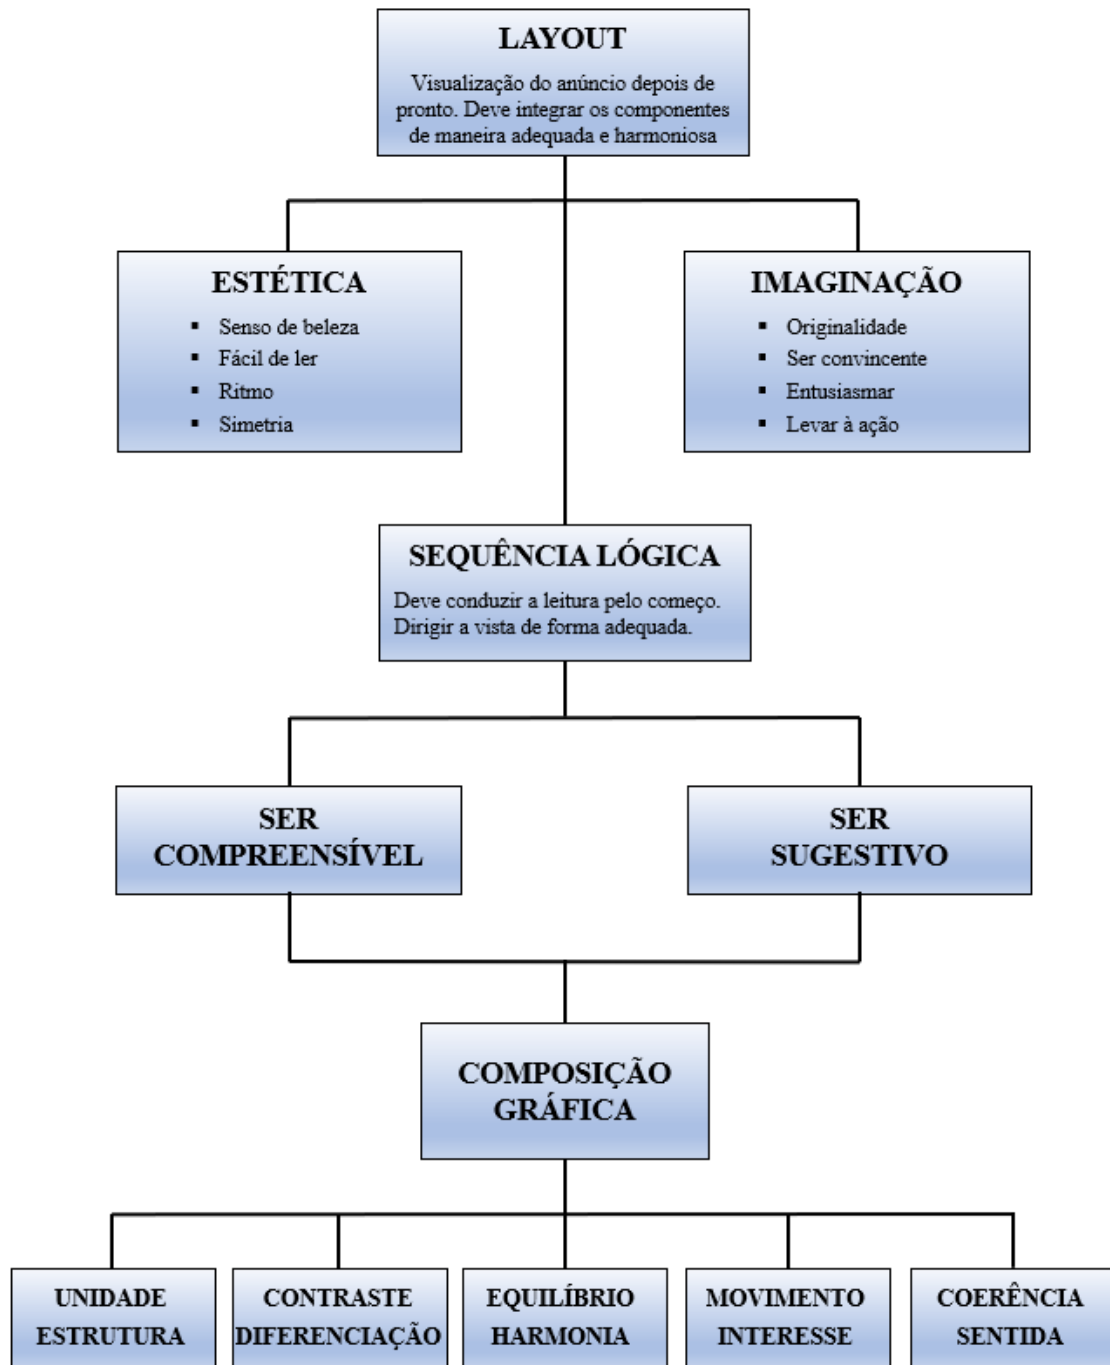 LAYOUT
Visualização do anúncio depois de
pronto. Deve integrar os componentes
de maneira adequada e harmoniosa
ESTÉTICA
▪ Senso de beleza
▪ Fácil de ler
▪ Ritmo
▪ Simetria
IMAGINAÇÃO
▪ Originalidade
▪ Ser convincente
▪ Entusiasmar
▪ Levar à ação
SEQUÊNCIA LÓGICA
Deve conduzir a leitura pelo começo.
Dirigir a vista de forma adequada.
SER
COMPREENSÍVEL
SER
SUGESTIVO
COMPOSIÇÃO
GRÁFICA
UNIDADE
ESTRUTURA
CONTRASTE
DIFERENCIAÇÃO
EQUILÍBRIO
HARMONIA
MOVIMENTO
INTERESSE
COERÊNCIA
SENTIDA